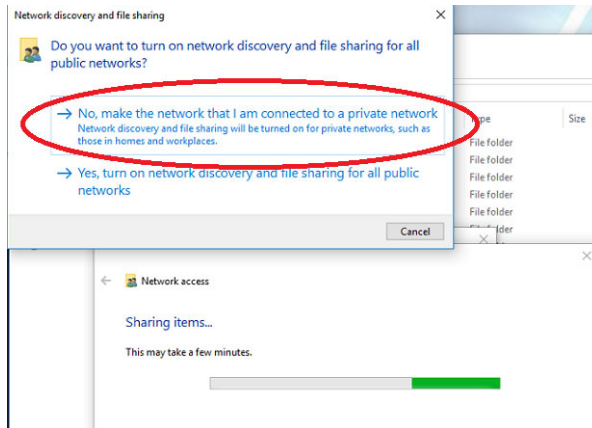 Network discovery and file sharing
Do you want to turn on network discovery and file sharing for all
public networks?
No, make the network that I am connected to a private network
Network discovery and file sharing will be turned on for private networks, such as
those in homes and workplaces.
Yes, turn on network discovery and file sharing for all public
networks
Cancel
Type Size
File folder
File folder
File folder
File folder
File folder
File folder
Network access
Sharing items...
This may take a few minutes.